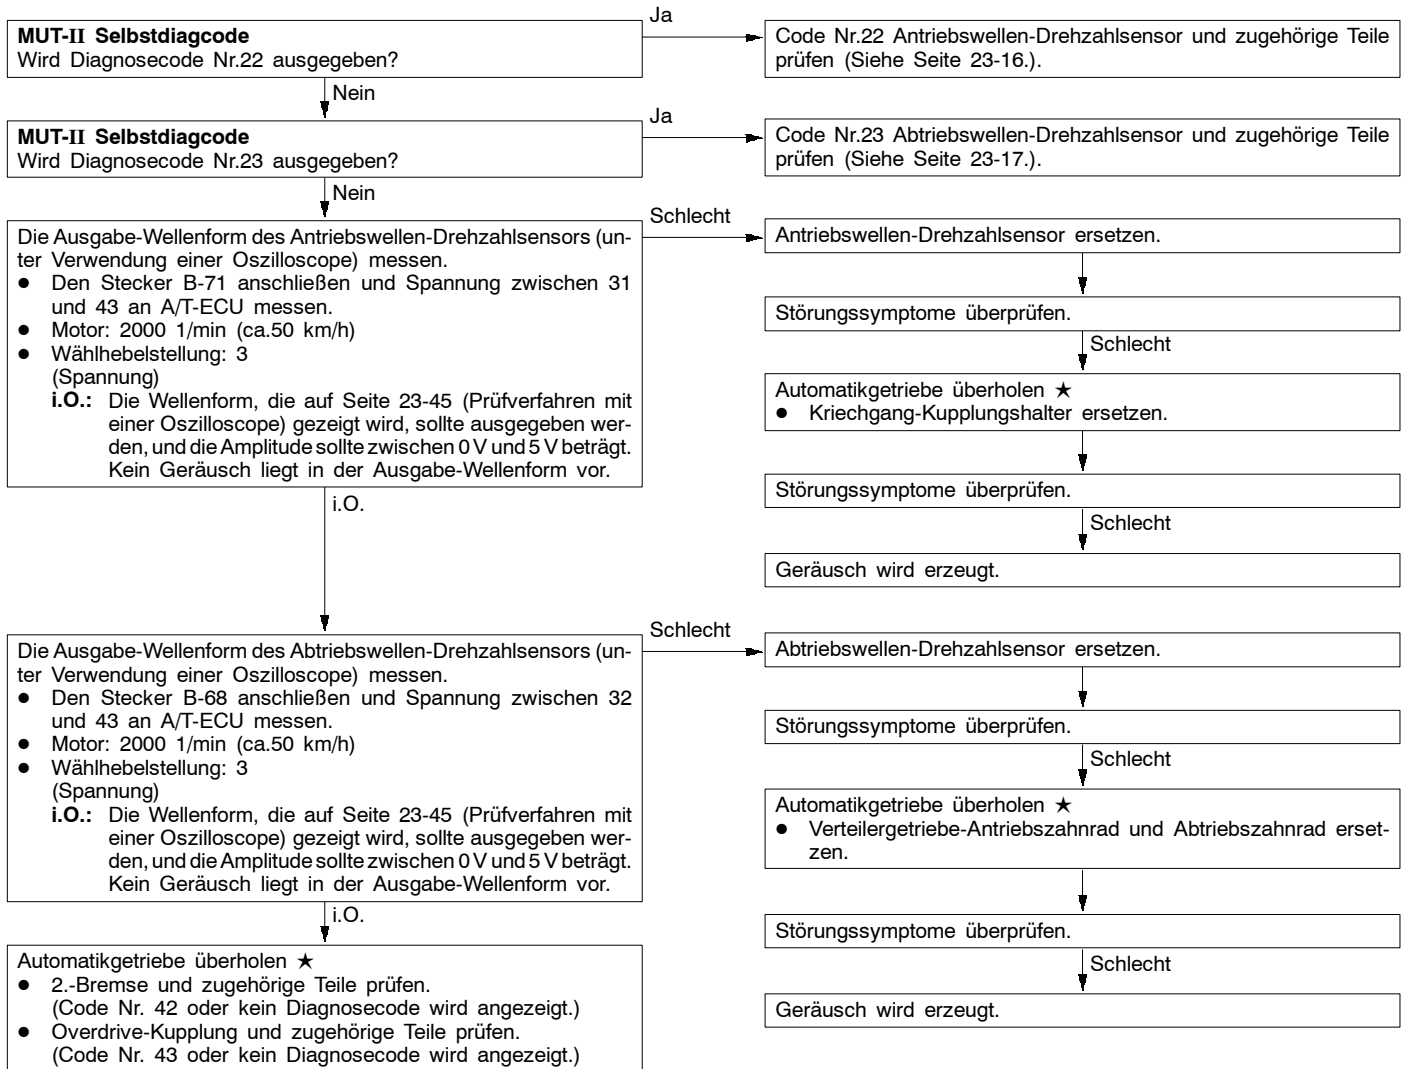 MUT-II Selbstdiagcode
Wird Diagnosecode Nr.22 ausgegeben?
Ja
Code Nr.22 Antriebswellen-Drehzahlsensor und zugehörige Teile
prüfen (Siehe Seite 23-16.).
Nein
MUT-II Selbstdiagcode
Wird Diagnosecode Nr.23 ausgegeben?
Ja
Code Nr.23 Abtriebswellen-Drehzahlsensor und zugehörige Teile
prüfen (Siehe Seite 23-17.).
Nein
Die Ausgabe-Wellenform des Antriebswellen-Drehzahlsensors (un-
ter Verwendung einer Oszilloscope) messen.
● Den Stecker B-71 anschließen und Spannung zwischen 31
und 43 an A/T-ECU messen.
● Motor: 2000 1/min (ca.50 km/h)
● Wählhebelstellung: 3
(Spannung)
i.O.: Die Wellenform, die auf Seite 23-45 (Prüfverfahren mit
einer Oszilloscope) gezeigt wird, sollte ausgegeben wer-
den, und die Amplitude sollte zwischen 0 V und 5 V beträgt.
Kein Geräusch liegt in der Ausgabe-Wellenform vor.
Schlecht
Antriebswellen-Drehzahlsensor ersetzen.
Störungssymptome überprüfen.
Schlecht
Automatikgetriebe überholen ★
● Kriechgang-Kupplungshalter ersetzen.
Störungssymptome überprüfen.
Schlecht
Geräusch wird erzeugt.
i.O.
Die Ausgabe-Wellenform des Abtriebswellen-Drehzahlsensors (un-
ter Verwendung einer Oszilloscope) messen.
● Den Stecker B-68 anschließen und Spannung zwischen 32
und 43 an A/T-ECU messen.
● Motor: 2000 1/min (ca.50 km/h)
● Wählhebelstellung: 3
(Spannung)
i.O.: Die Wellenform, die auf Seite 23-45 (Prüfverfahren mit
einer Oszilloscope) gezeigt wird, sollte ausgegeben wer-
den, und die Amplitude sollte zwischen 0 V und 5 V beträgt.
Kein Geräusch liegt in der Ausgabe-Wellenform vor.
Schlecht
Abtriebswellen-Drehzahlsensor ersetzen.
Störungssymptome überprüfen.
Schlecht
Automatikgetriebe überholen ★
● Verteilergetriebe-Antriebszahnrad und Abtriebszahnrad erset-
zen.
Störungssymptome überprüfen.
Schlecht
Geräusch wird erzeugt.
i.O.
Automatikgetriebe überholen ★
● 2.-Bremse und zugehörige Teile prüfen.
(Code Nr. 42 oder kein Diagnosecode wird angezeigt.)
● Overdrive-Kupplung und zugehörige Teile prüfen.
(Code Nr. 43 oder kein Diagnosecode wird angezeigt.)